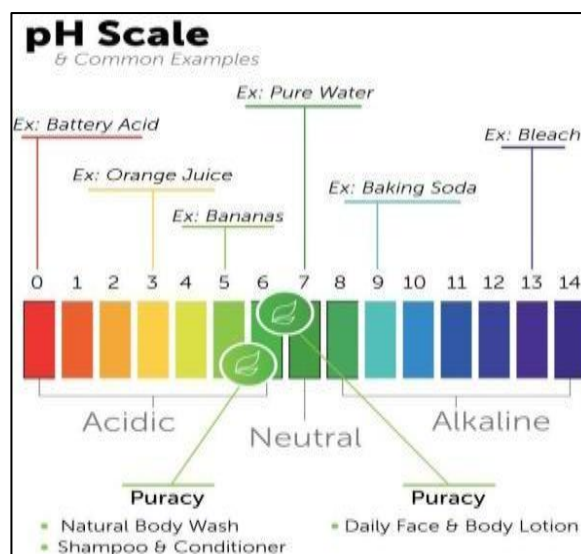 pH Scale
& Common Examples
Ex: Pure Water
Ex: Battery Acid
Ex: Bleach
Ex: Orange Juice
Ex: Baking Soda
Ex: Bananas
0 1 2 3 4 5 6 7 8 9 10 11 12 13 14
Acidic
Neutral
Alkaline
Puracy
• Natural Body Wash
• Shampoo & Conditioner
Puracy
• Daily Face & Body Lotion